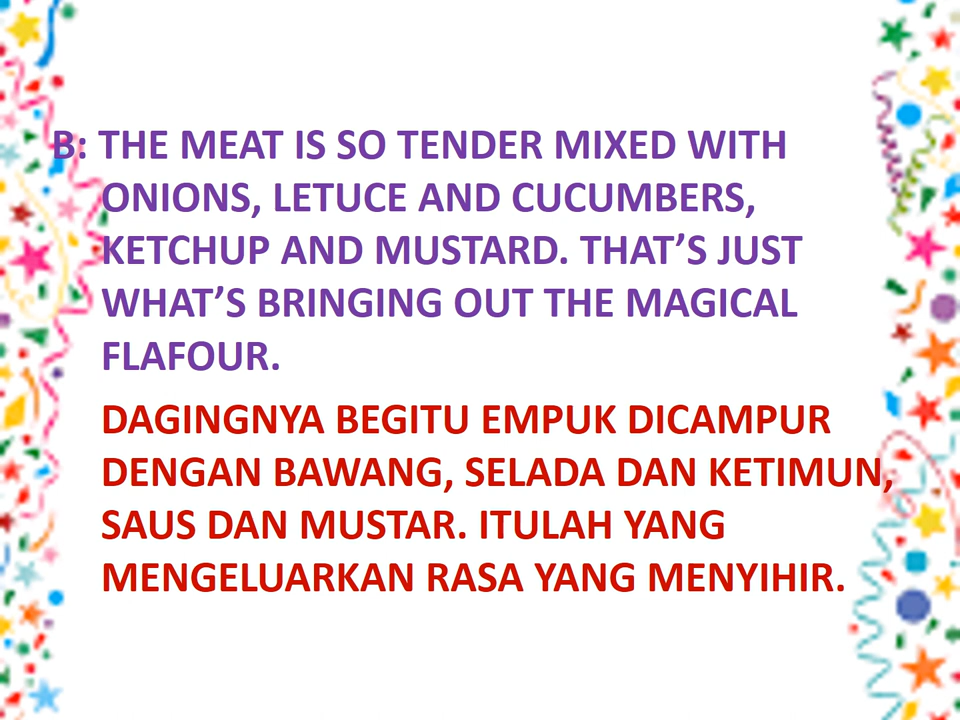 B: THE MEAT IS SO TENDER MIXED WITH
ONIONS, LETUCE AND CUCUMBERS,
KETCHUP AND MUSTARD. THAT’S JUST
WHAT’S BRINGING OUT THE MAGICAL
FLAFOUR.
DAGINGNYA BEGITU EMPUK DICAMPUR
DENGAN BAWANG, SELADA DAN KETIMUN,
SAUS DAN MUSTAR. ITULAH YANG
MENGELUARKAN RASA YANG MENYIHIR.